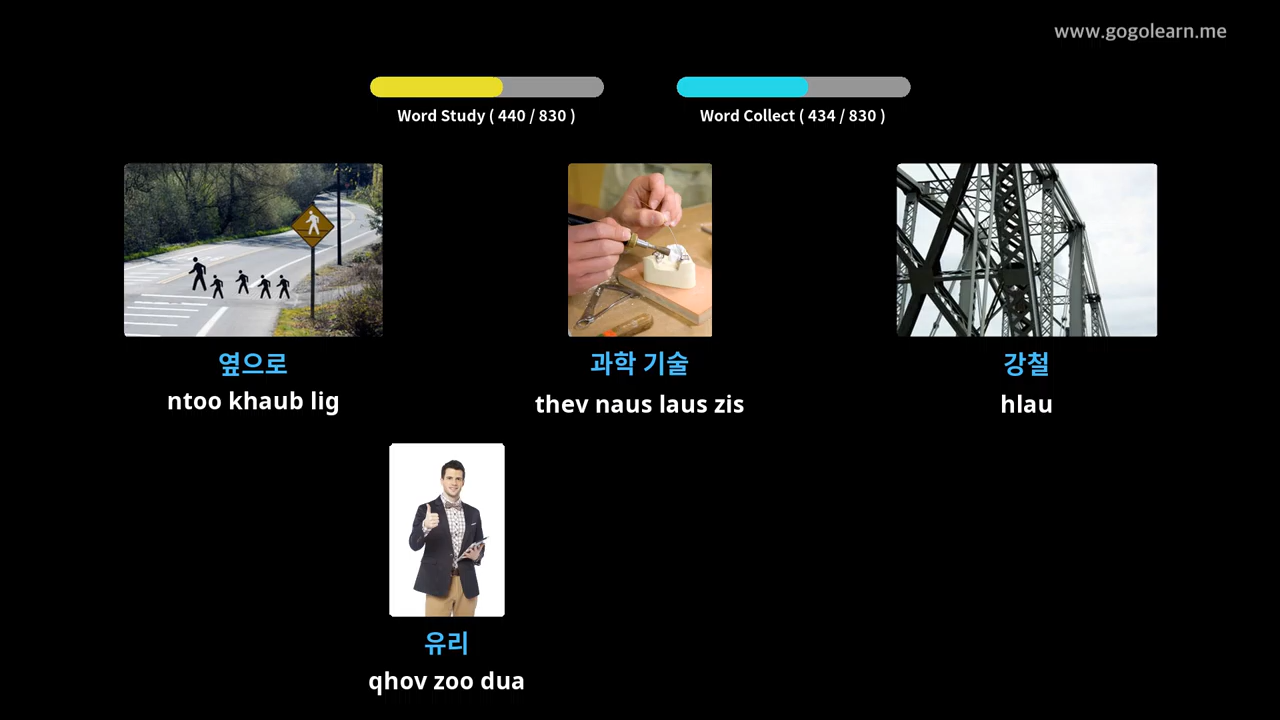 www.gogolearn.me
Word Study ( 440 / 830 )
Word Collect ( 434 / 830 )
옆으로
ntoo khaub lig
과학 기술
thev naus laus zis
강철
hlau
유리
qhov zoo dua